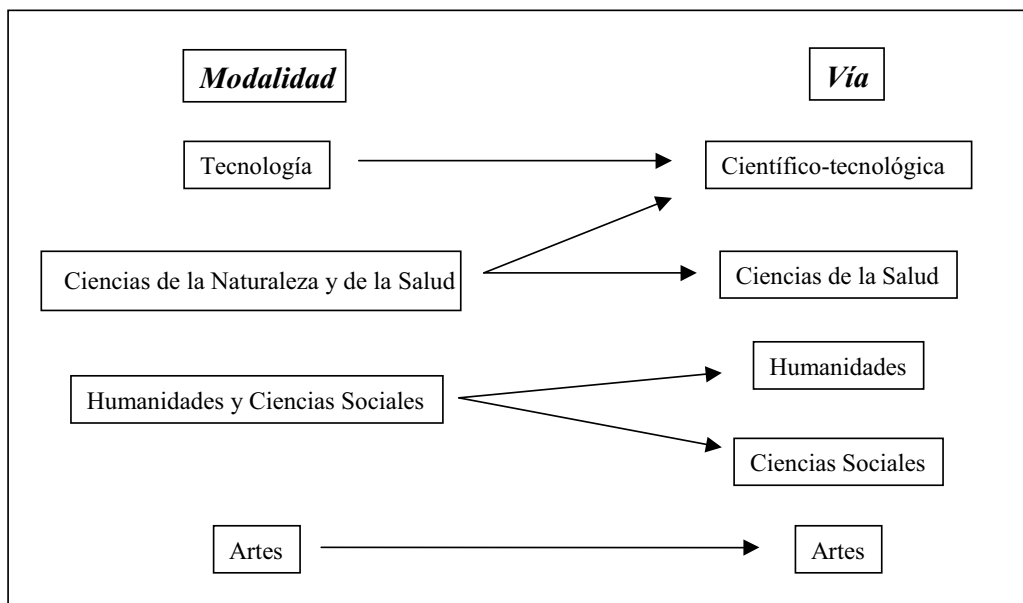 Modalidad
Vía
Tecnología
Científico-tecnológica
Ciencias de la Naturaleza y de la Salud
Ciencias de la Salud
Humanidades
Humanidades y Ciencias Sociales
Ciencias Sociales
Artes
Artes